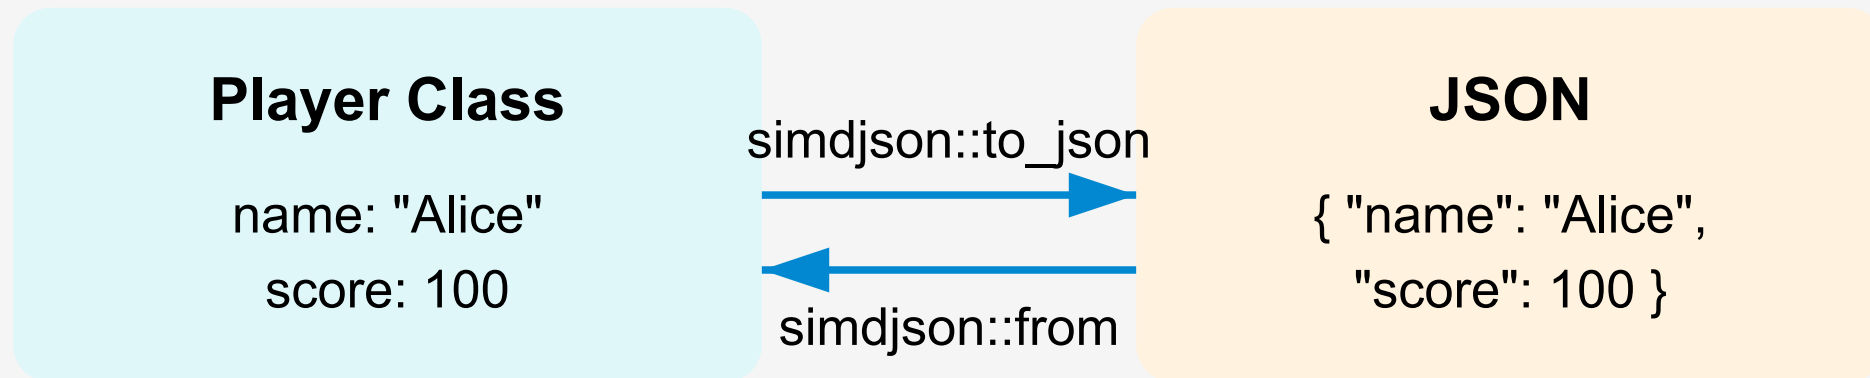 Player Class
name: "Alice"
score: 100
simdjson::to_json
simdjson::from
JSON
{ "name": "Alice",
"score": 100 }